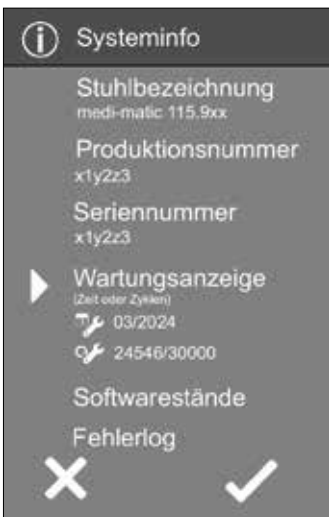 Systeminfo
Stuhlbezeichnung
medi-matic 115.9xx
Produktionsnummer
x1y2z3
Seriennummer
x1y2z3
Wartungsanzeige
(Zeit oder Zyklen)
03/2024
24546/30000
Softwarestände
Fehlerlog